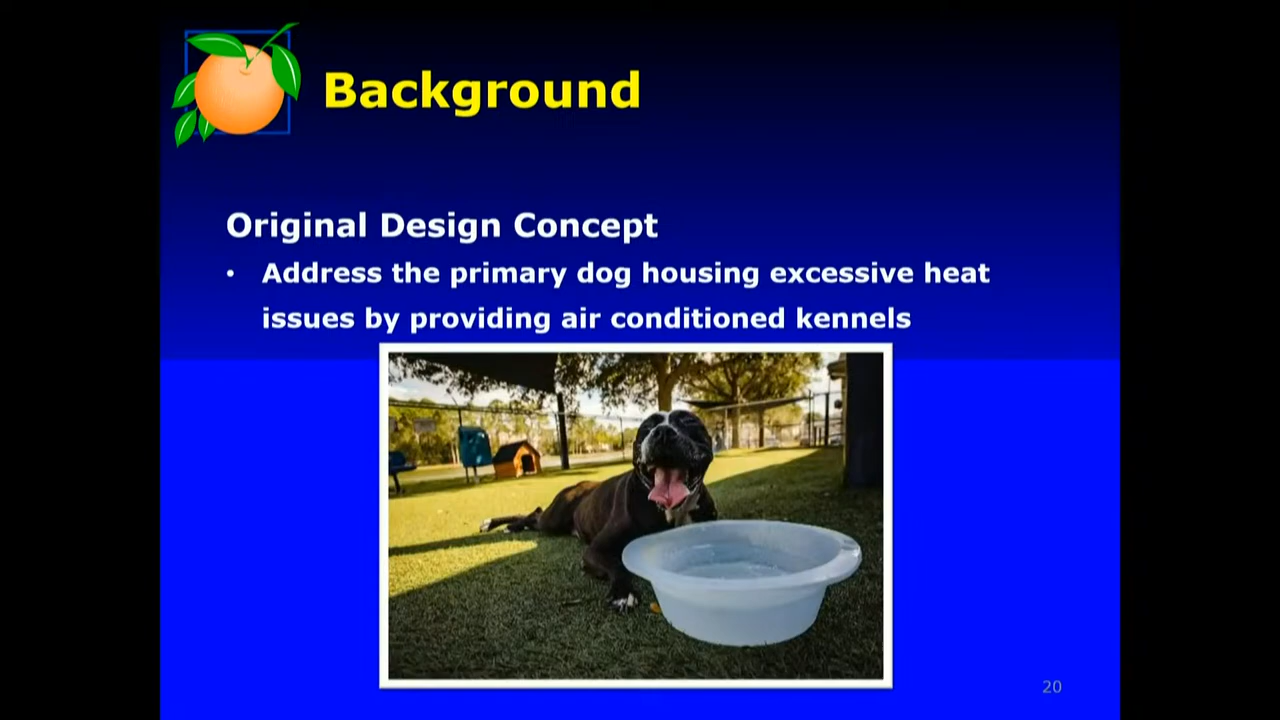 Background
Original Design Concept
• Address the primary dog housing excessive heat
issues by providing air conditioned kennels
20